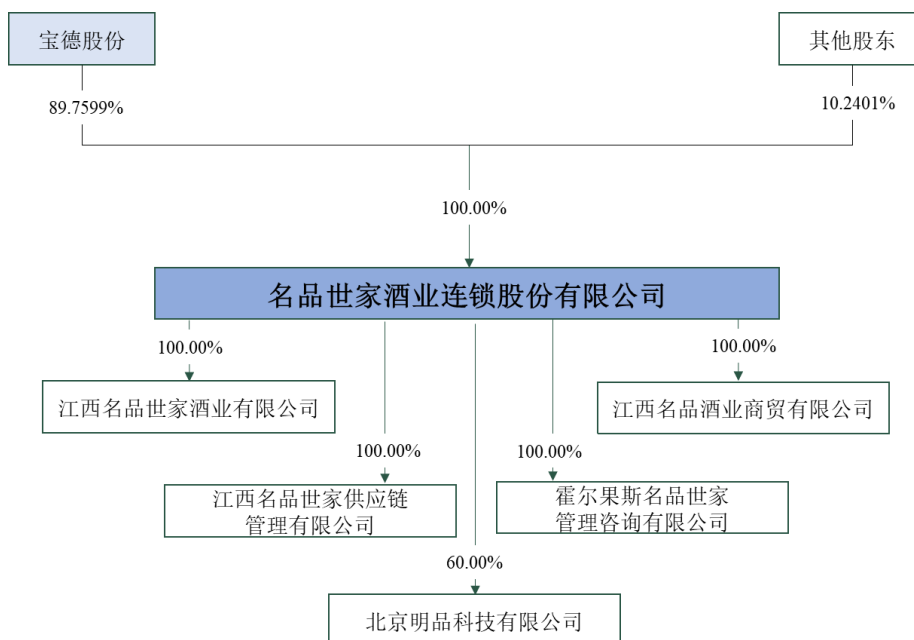 宝德股份
其他股东
89.7599%
10.2401%
100.00%
名品世家酒业连锁股份有限公司
100.00%
100.00%
江西名品世家酒业有限公司
江西名品酒业商贸有限公司
100.00%
100.00%
江西名品世家供应链
管理有限公司
霍尔果斯名品世家
管理咨询有限公司
60.00%
北京明品科技有限公司